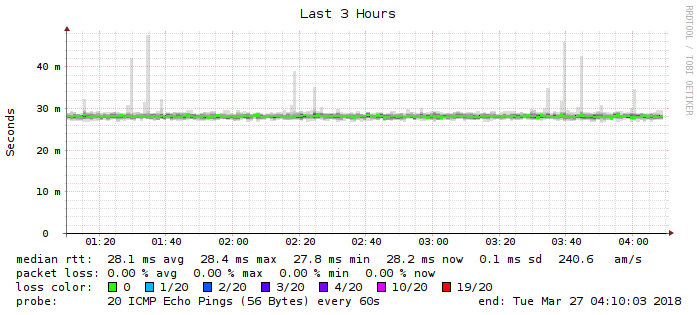 Last 3 Hours
RRDTOOL / TOBI OETIKER
Seconds
40 m
30 m
20 m
10 m
0
01:20 01:40 02:00 02:20 02:40 03:00 03:20 03:40 04:00
median rtt: 28.1 ms avg 28.4 ms max 27.8 ms min 28.2 ms now 0.1 ms sd 240.6 am/s
packet loss: 0.00 % avg 0.00 % max 0.00 % min 0.00 % now
loss color: 0 1/20 2/20 3/20 4/20 10/20 19/20
probe: 20 ICMP Echo Pings (56 Bytes) every 60s end: Tue Mar 27 04:10:03 2018